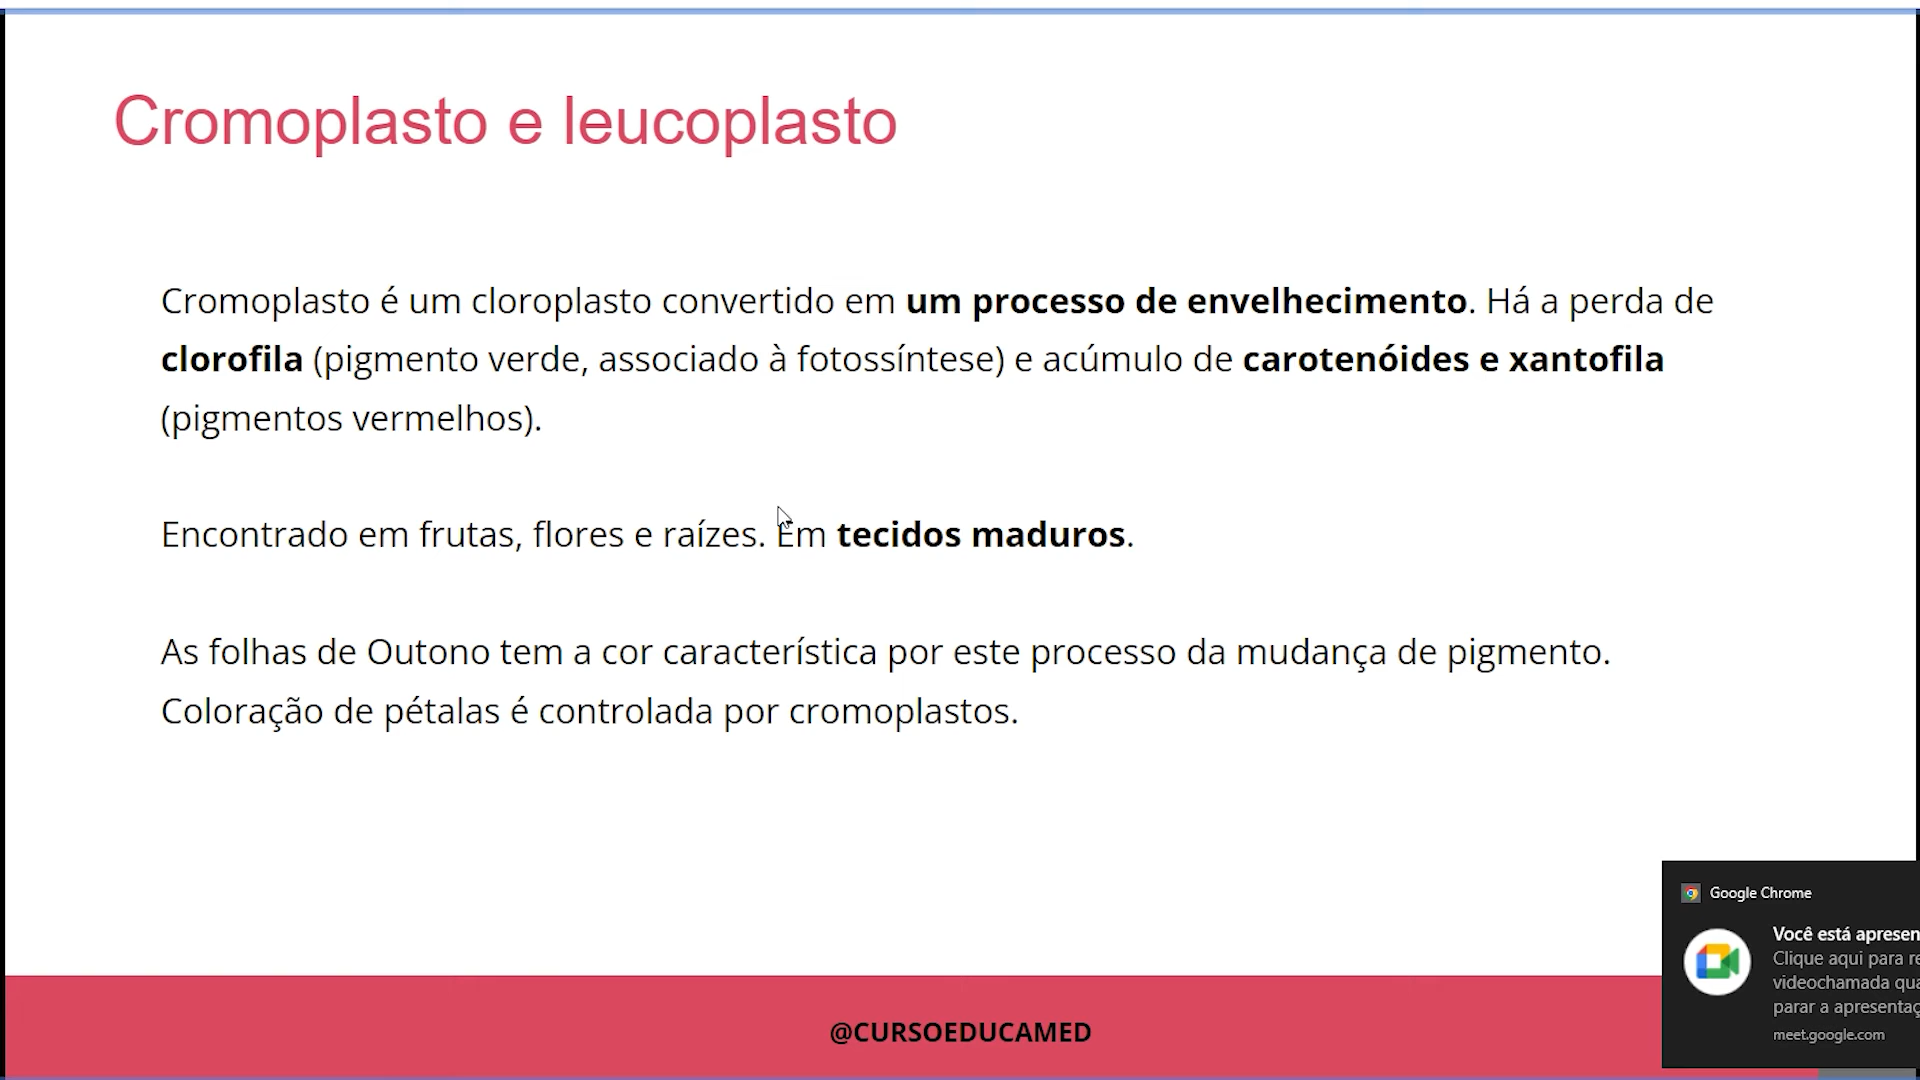 Cromoplasto e leucoplasto
Cromoplasto é um cloroplasto convertido em um processo de envelhecimento. Há a perda de
clorofila (pigmento verde, associado à fotossíntese) e acúmulo de carotenóides e xantofila
(pigmentos vermelhos).
Encontrado em frutas, flores e raízes. Em tecidos maduros.
As folhas de Outono tem a cor característica por este processo da mudança de pigmento.
Coloração de pétalas é controlada por cromoplastos.
Google Chrome
Você está apresen
Clique aqui para re
videochamada qua
parar a apresentaç
meet.google.com
@CURSOEDUCAMED